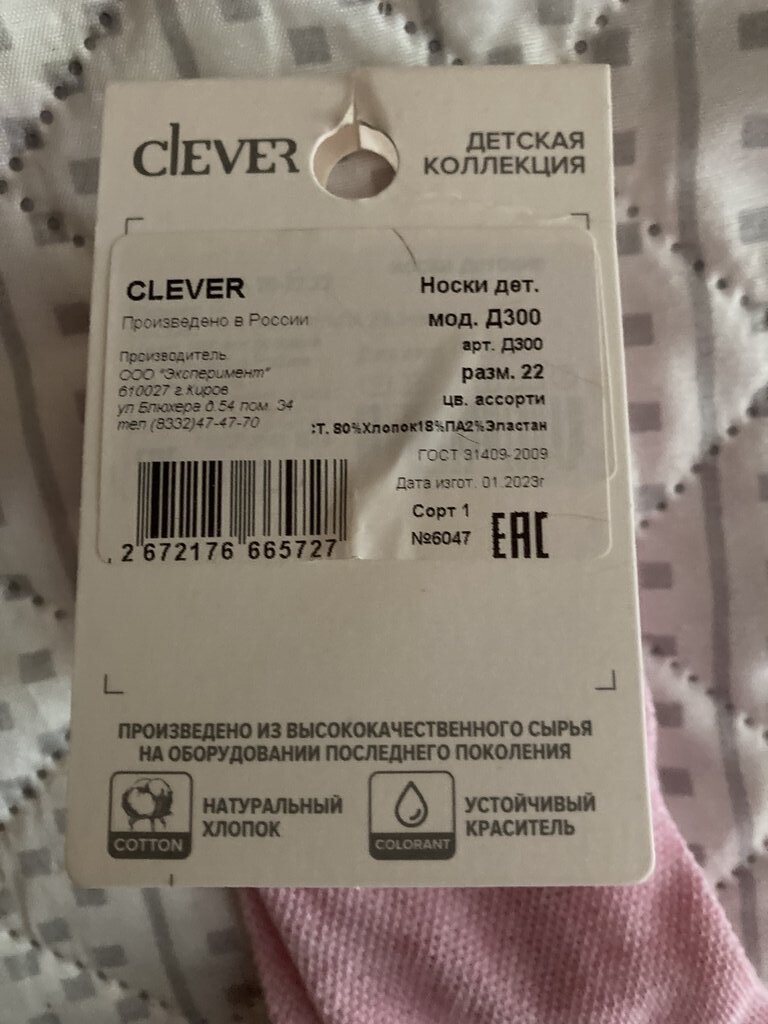 CLEVER
ДЕТСКАЯ
КОЛЛЕКЦИЯ
CLEVER
Произведено в России
Производитель
ООО "Эксперимент"
610027 г.Киров
ул Блюхера д.54 пом. 34
тел (8332)47-47-70
2 672176 665727
Носки дет.
мод. Д300
арт. Д300
разм. 22
цв. ассорти
:Т. 80%Хлопок18%ПА2%Эластан
ГОСТ 31409-2009
Дата изгот. 01.2023г
Сорт 1
№6047
EAC
ПРОИЗВЕДЕНО ИЗ ВЫСОКОКАЧЕСТВЕННОГО СЫРЬЯ
НА ОБОРУДОВАНИИ ПОСЛЕДНЕГО ПОКОЛЕНИЯ
COTTON
НАТУРАЛЬНЫЙ
ХЛОПОК
COLORANT
УСТОЙЧИВЫЙ
КРАСИТЕЛЬ